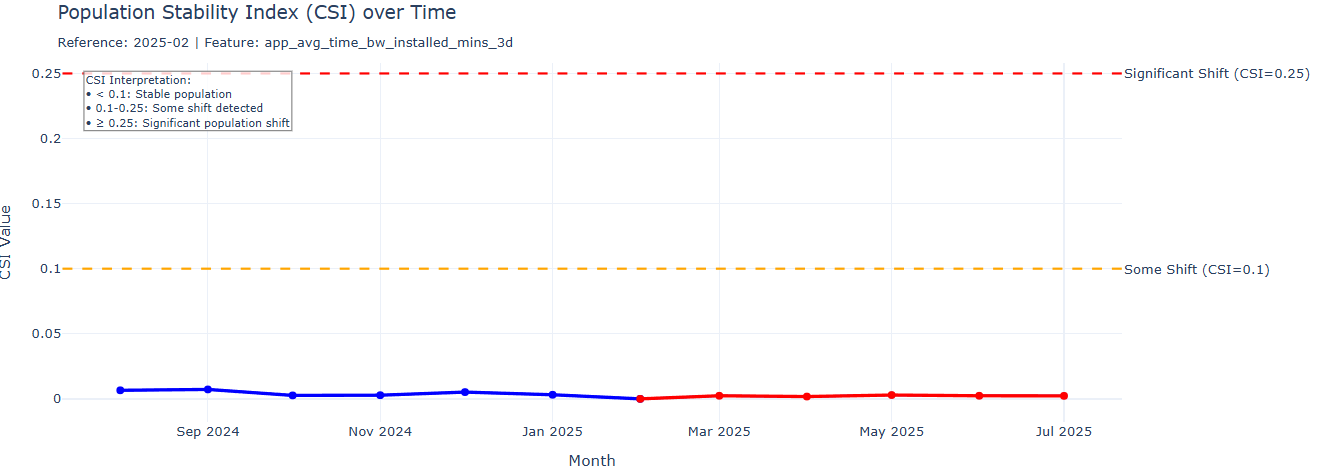 Population Stability Index (CSI) over Time
Reference: 2025-02 | Feature: app_avg_time_bw_installed_mins_3d
CSI Interpretation:
• < 0.1: Stable population
• 0.1-0.25: Some shift detected
• ≥ 0.25: Significant population shift
0.25
0.2
0.15
0.1
0.05
0
CSI Value
Significant Shift (CSI=0.25)
Some Shift (CSI=0.1)
Sep 2024
Nov 2024
Jan 2025
Mar 2025
May 2025
Jul 2025
Month